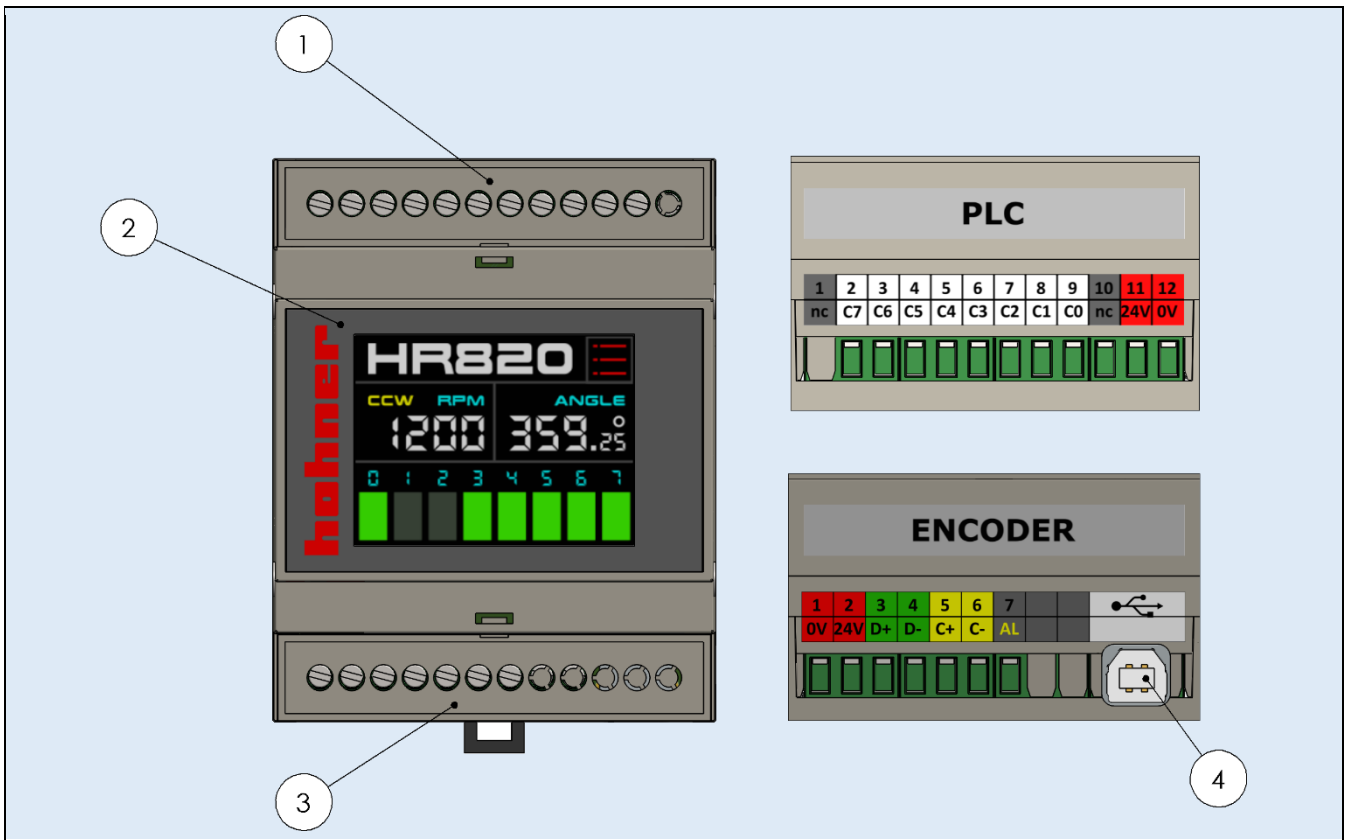 1
2
hohner
HR820
CCW RPM ANGLE
1200 359.25°
0 1 2 3 4 5 6 7
3
PLC
1 2 3 4 5 6 7 8 9 10 11 12
nc C7 C6 C5 C4 C3 C2 C1 C0 nc 24V 0V
ENCODER
1 2 3 4 5 6 7
0V 24V D+ D- C+ C- AL
4